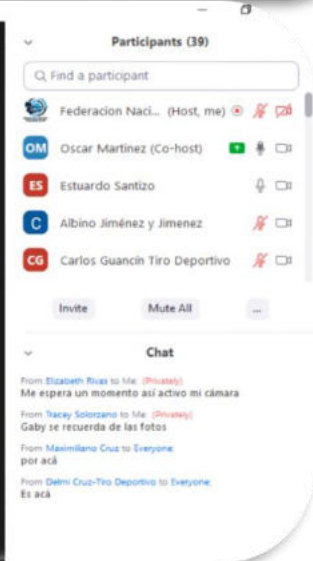 Participants (39)
Find a participant
Federacion Naci... (Host, me)
OM Oscar Martinez (Co-host)
ES Estuardo Santizo
C Albino Jiménez y Jimenez
CG Carlos Guancín Tiro Deportivo
Invite Mute All ...
Chat
From Elizabeth Rivas to Me: (Privately)
Me espera un momento así activo mi cámara
From Tracey Solorzano to Me: (Privately)
Gaby se recuerda de las fotos
From Maximiliano Cruz to Everyone:
por acá
From Delmi Cruz-Tiro Deportivo to Everyone:
Es acá